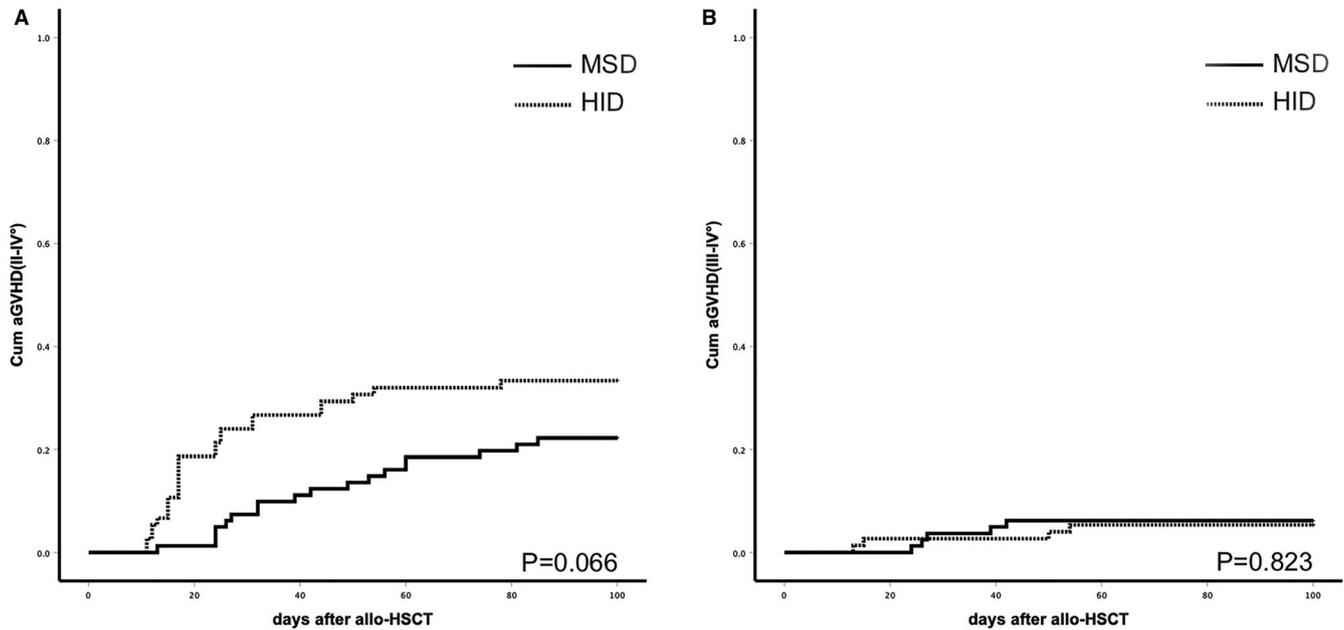 A
Cum aGVHD(II-IV°)
1.0
0.8
0.6
0.4
0.2
0.0
MSD
HID
P=0.066
0 20 40 60 80 100
days after allo-HSCT
B
Cum aGVHD(III-IV°)
1.0
0.8
0.6
0.4
0.2
0.0
MSD
HID
P=0.823
0 20 40 60 80 100
days after allo-HSCT